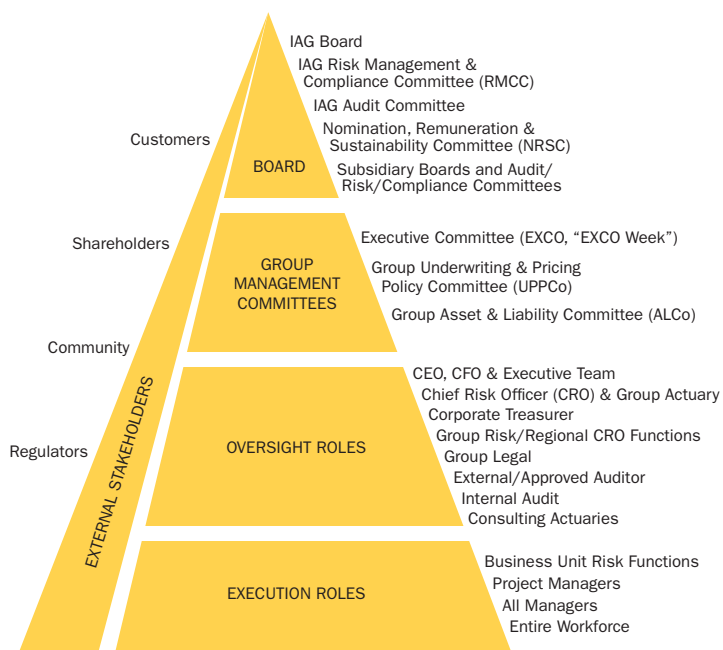 IAG Board
IAG Risk Management &
Compliance Committee (RMCC)
IAG Audit Committee
Nomination, Remuneration &
Sustainability Committee (NRSC)
Subsidiary Boards and Audit/
Risk/Compliance Committees
BOARD
Customers
Shareholders
Community
Regulators
EXTERNAL STAKEHOLDERS
GROUP
MANAGEMENT
COMMITTEES
Executive Committee (EXCO, “EXCO Week”)
Group Underwriting & Pricing
Policy Committee (UPPCo)
Group Asset & Liability Committee (ALCo)
OVERSIGHT ROLES
CEO, CFO & Executive Team
Chief Risk Officer (CRO) & Group Actuary
Corporate Treasurer
Group Risk/Regional CRO Functions
Group Legal
External/Approved Auditor
Internal Audit
Consulting Actuaries
EXECUTION ROLES
Business Unit Risk Functions
Project Managers
All Managers
Entire Workforce